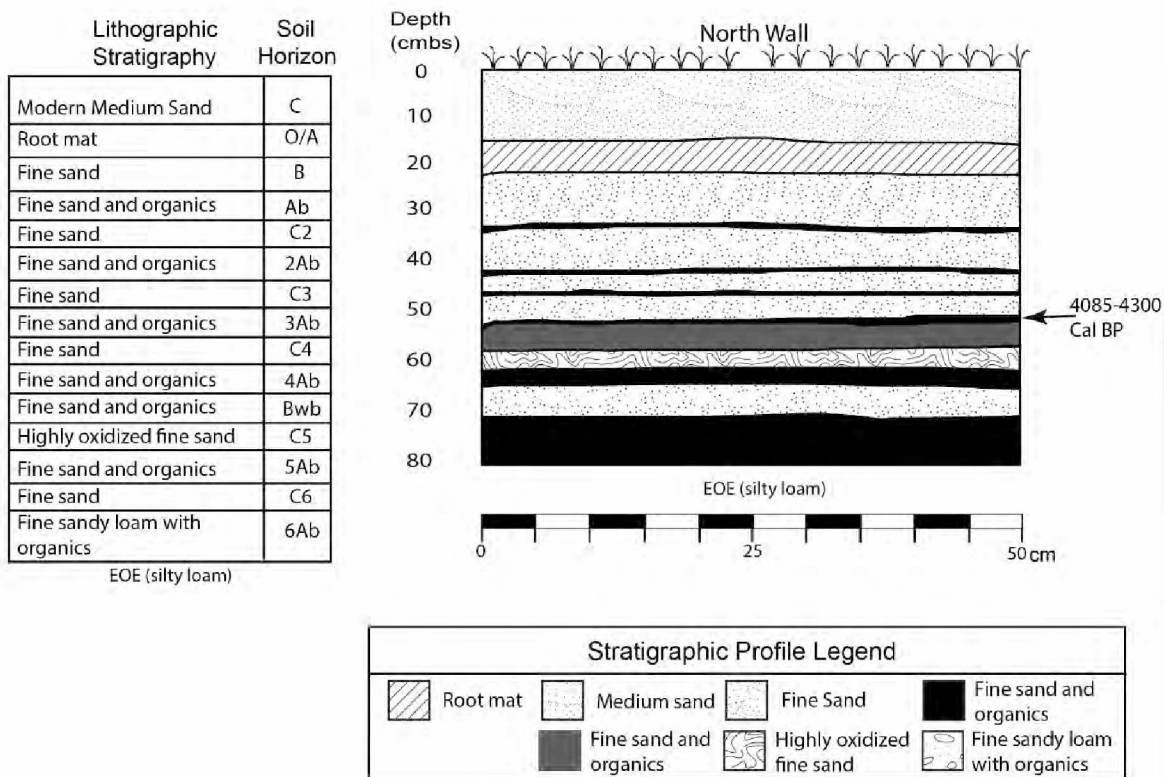 Lithographic Stratigraphy Soil Horizon
Modern Medium Sand C
Root mat O/A
Fine sand B
Fine sand and organics Ab
Fine sand C2
Fine sand and organics 2Ab
Fine sand C3
Fine sand and organics 3Ab
Fine sand C4
Fine sand and organics 4Ab
Fine sand and organics Bwb
Highly oxidized fine sand C5
Fine sand and organics 5Ab
Fine sand C6
Fine sandy loam with
organics 6Ab
EOE (silty loam)
Depth
(cmbs)
North Wall
0
10
20
30
40
50
60
70
80
4085-4300
Cal BP
EOE (silty loam)
0 25 50 cm
Stratigraphic Profile Legend
Root mat
Medium sand
Fine Sand
Fine sand and
organics
Fine sand and
organics
Highly oxidized
fine sand
Fine sandy loam
with organics